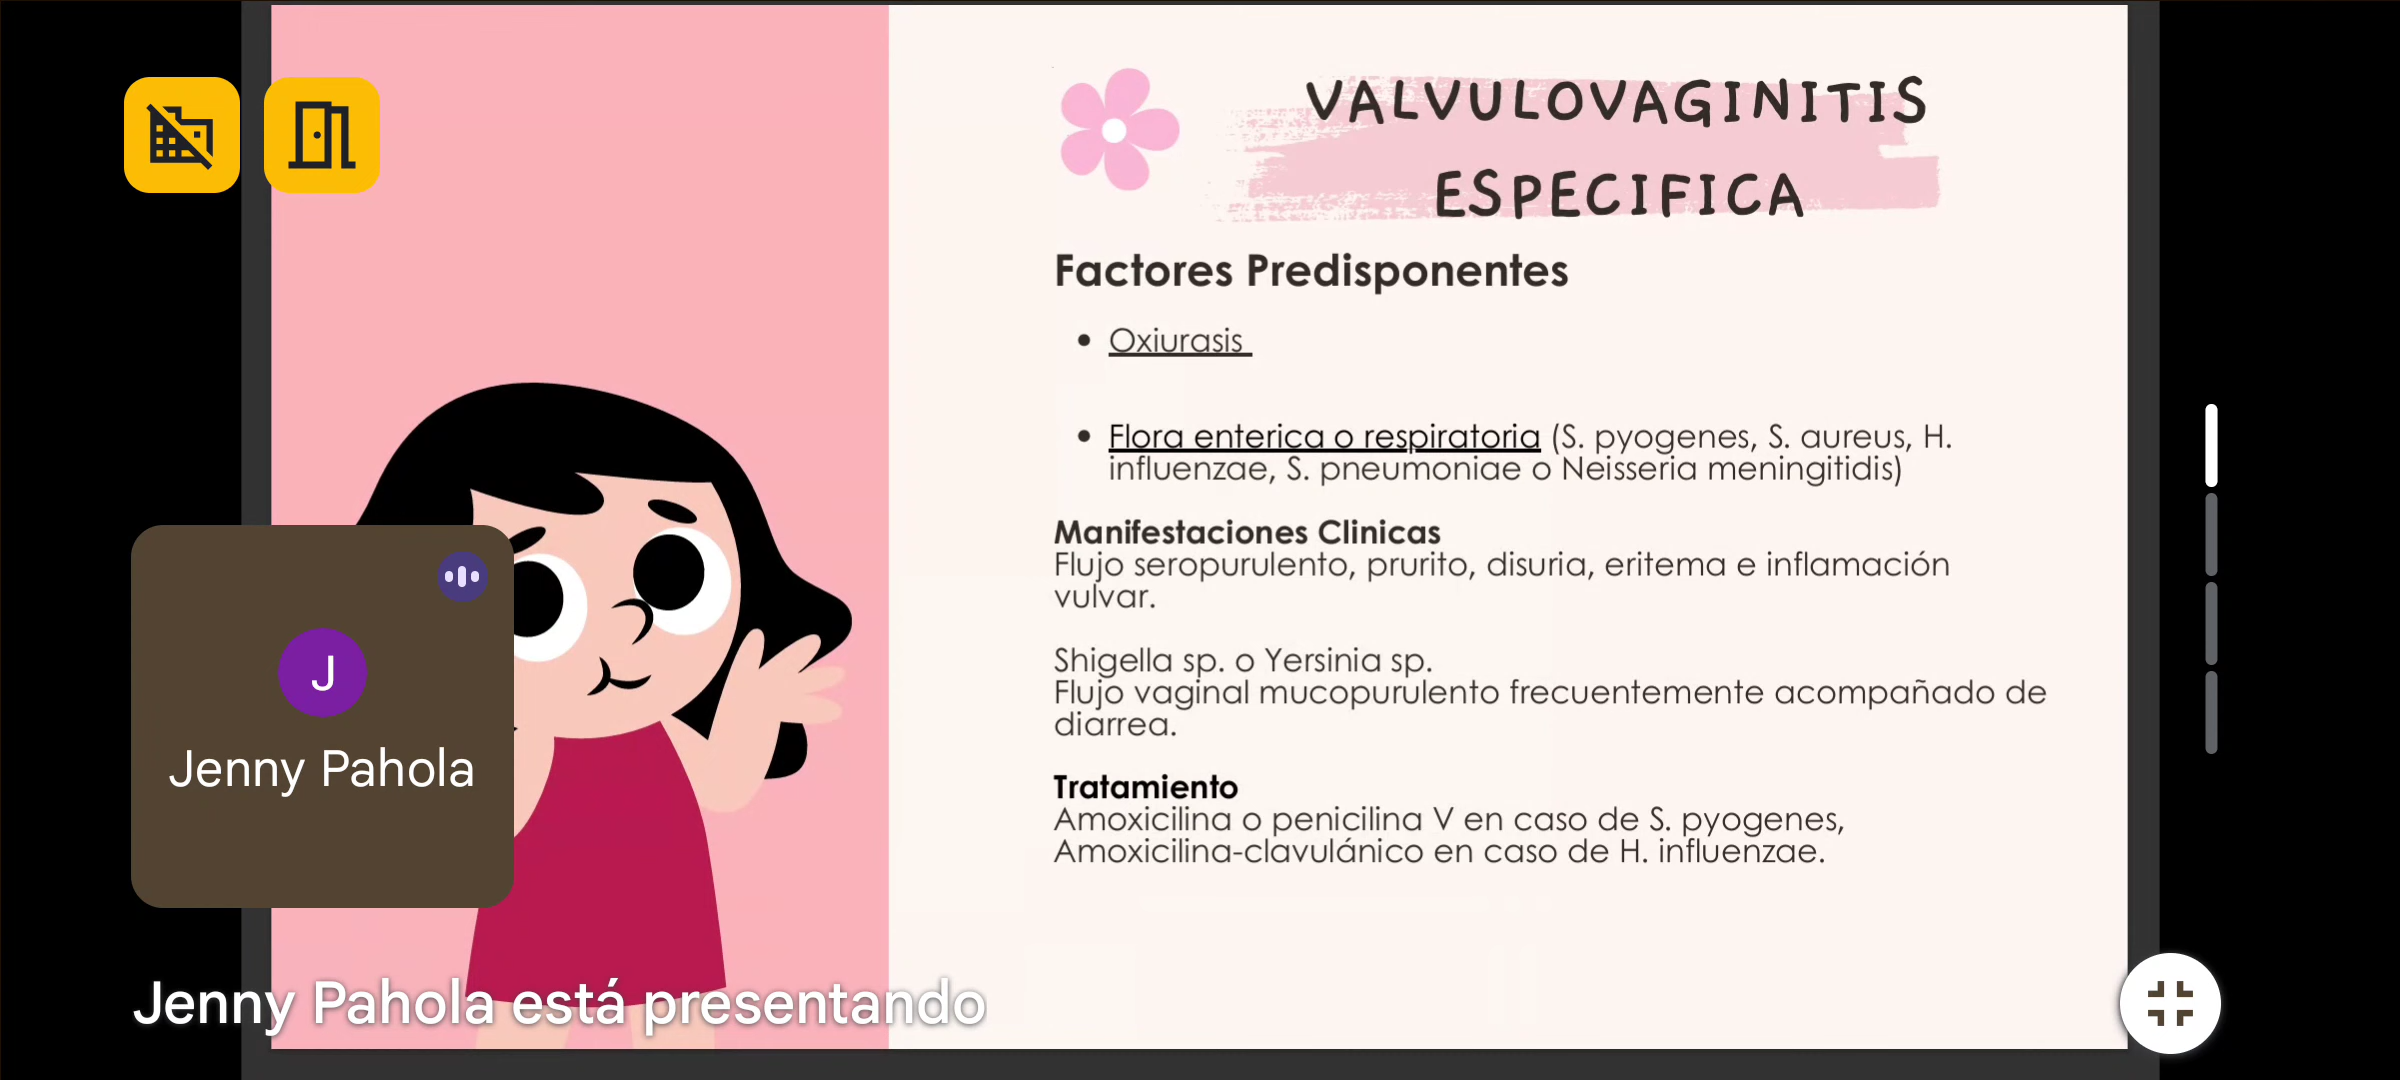 VALVULOVAGINITIS
ESPECIFICA
Factores Predisponentes
• Oxiurasis
• Flora enterica o respiratoria (S. pyogenes, S. aureus, H.
influenzae, S. pneumoniae o Neisseria meningitidis)
Manifestaciones Clinicas
Flujo seropurulento, prurito, disuria, eritema e inflamación
vulvar.
Shigella sp. o Yersinia sp.
Flujo vaginal mucopurulento frecuentemente acompañado de
diarrea.
Tratamiento
Amoxicilina o penicilina V en caso de S. pyogenes,
Amoxicilina-clavulánico en caso de H. influenzae.
J
Jenny Pahola
Jenny Pahola está presentando